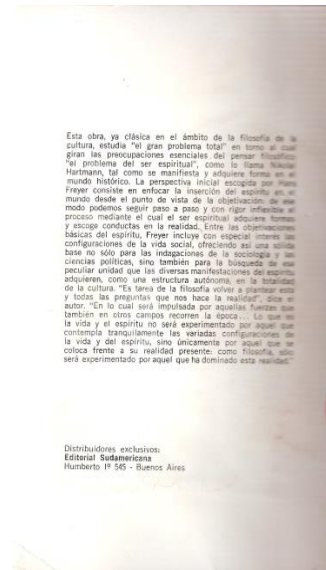 Esta obra, ya clásica en el ámbito de la filosofía de la
cultura, estudia "el gran problema total" en torno al cual
giran las preocupaciones esenciales del pensar filosófico:
"el problema del ser espiritual", como lo llama Nikolai
Hartmann, tal como se manifiesta y adquiere forma en el
mundo histórico. La perspectiva inicial escogida por Hans
Freyer consiste en enfocar la inserción del espíritu en el
mundo desde el punto de vista de la objetivación: de ese
modo podemos seguir paso a paso y con rigor inflexible el
proceso mediante el cual el ser espiritual adquiere formas
y escoge conductas en la realidad. Entre las objetivaciones
básicas del espíritu, Freyer incluye con especial interés las
configuraciones de la vida social, ofreciendo así una sólida
base no sólo para las indagaciones de la sociología y las
ciencias políticas, sino también para la búsqueda de esa
peculiar unidad que las diversas manifestaciones del espíritu
adquieren, como una estructura autónoma, en la totalidad
de la cultura. "Es tarea de la filosofía volver a plantear esta
y todas las preguntas que nos hace la realidad", dice el
autor. "En lo cual será impulsada por aquellas fuerzas que
también en otros campos recorren la época... Lo que es
la vida y el espíritu no será experimentado por aquel que
contempla tranquilamente las variadas configuraciones de
la vida y del espíritu, sino únicamente por aquel que se
coloca frente a su realidad presente: como filosofía, sólo
será experimentado por aquel que ha dominado esta realidad."
Distribuidores exclusivos:
Editorial Sudamericana
Humberto Iº 545 - Buenos Aires